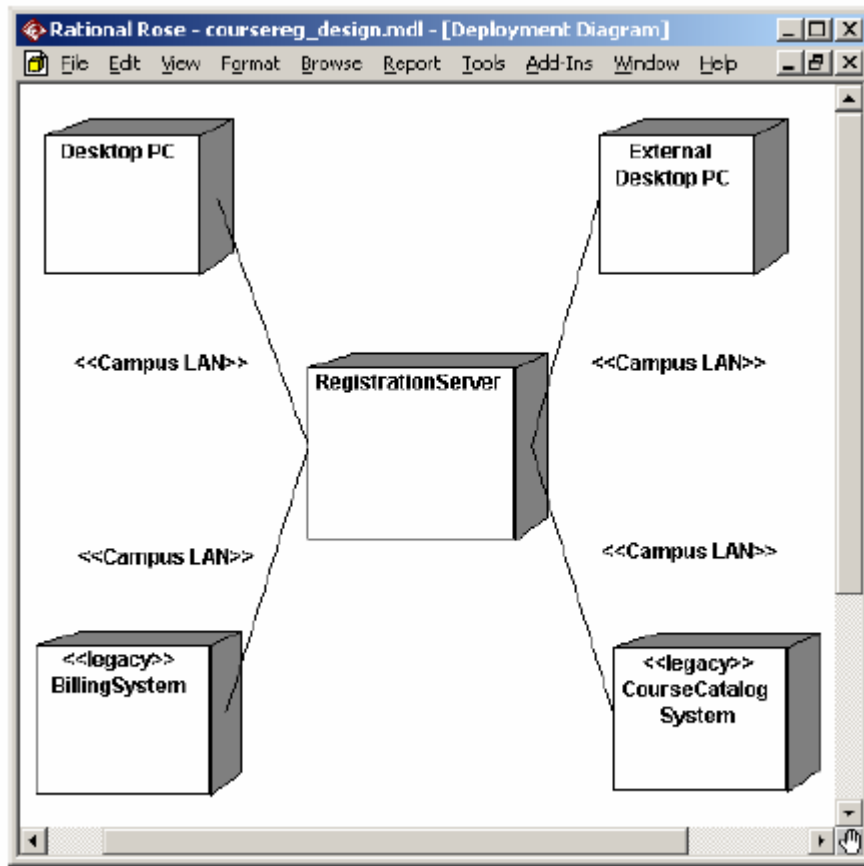 Rational Rose - coursereg_design.mdl - [Deployment Diagram]
File Edit View Format Browse Report Tools Add-Ins Window Help
Desktop PC
External
Desktop PC
<<Campus LAN>>
<<Campus LAN>>
RegistrationServer
<<Campus LAN>>
<<Campus LAN>>
<<legacy>>
BillingSystem
<<legacy>>
CourseCatalog
System